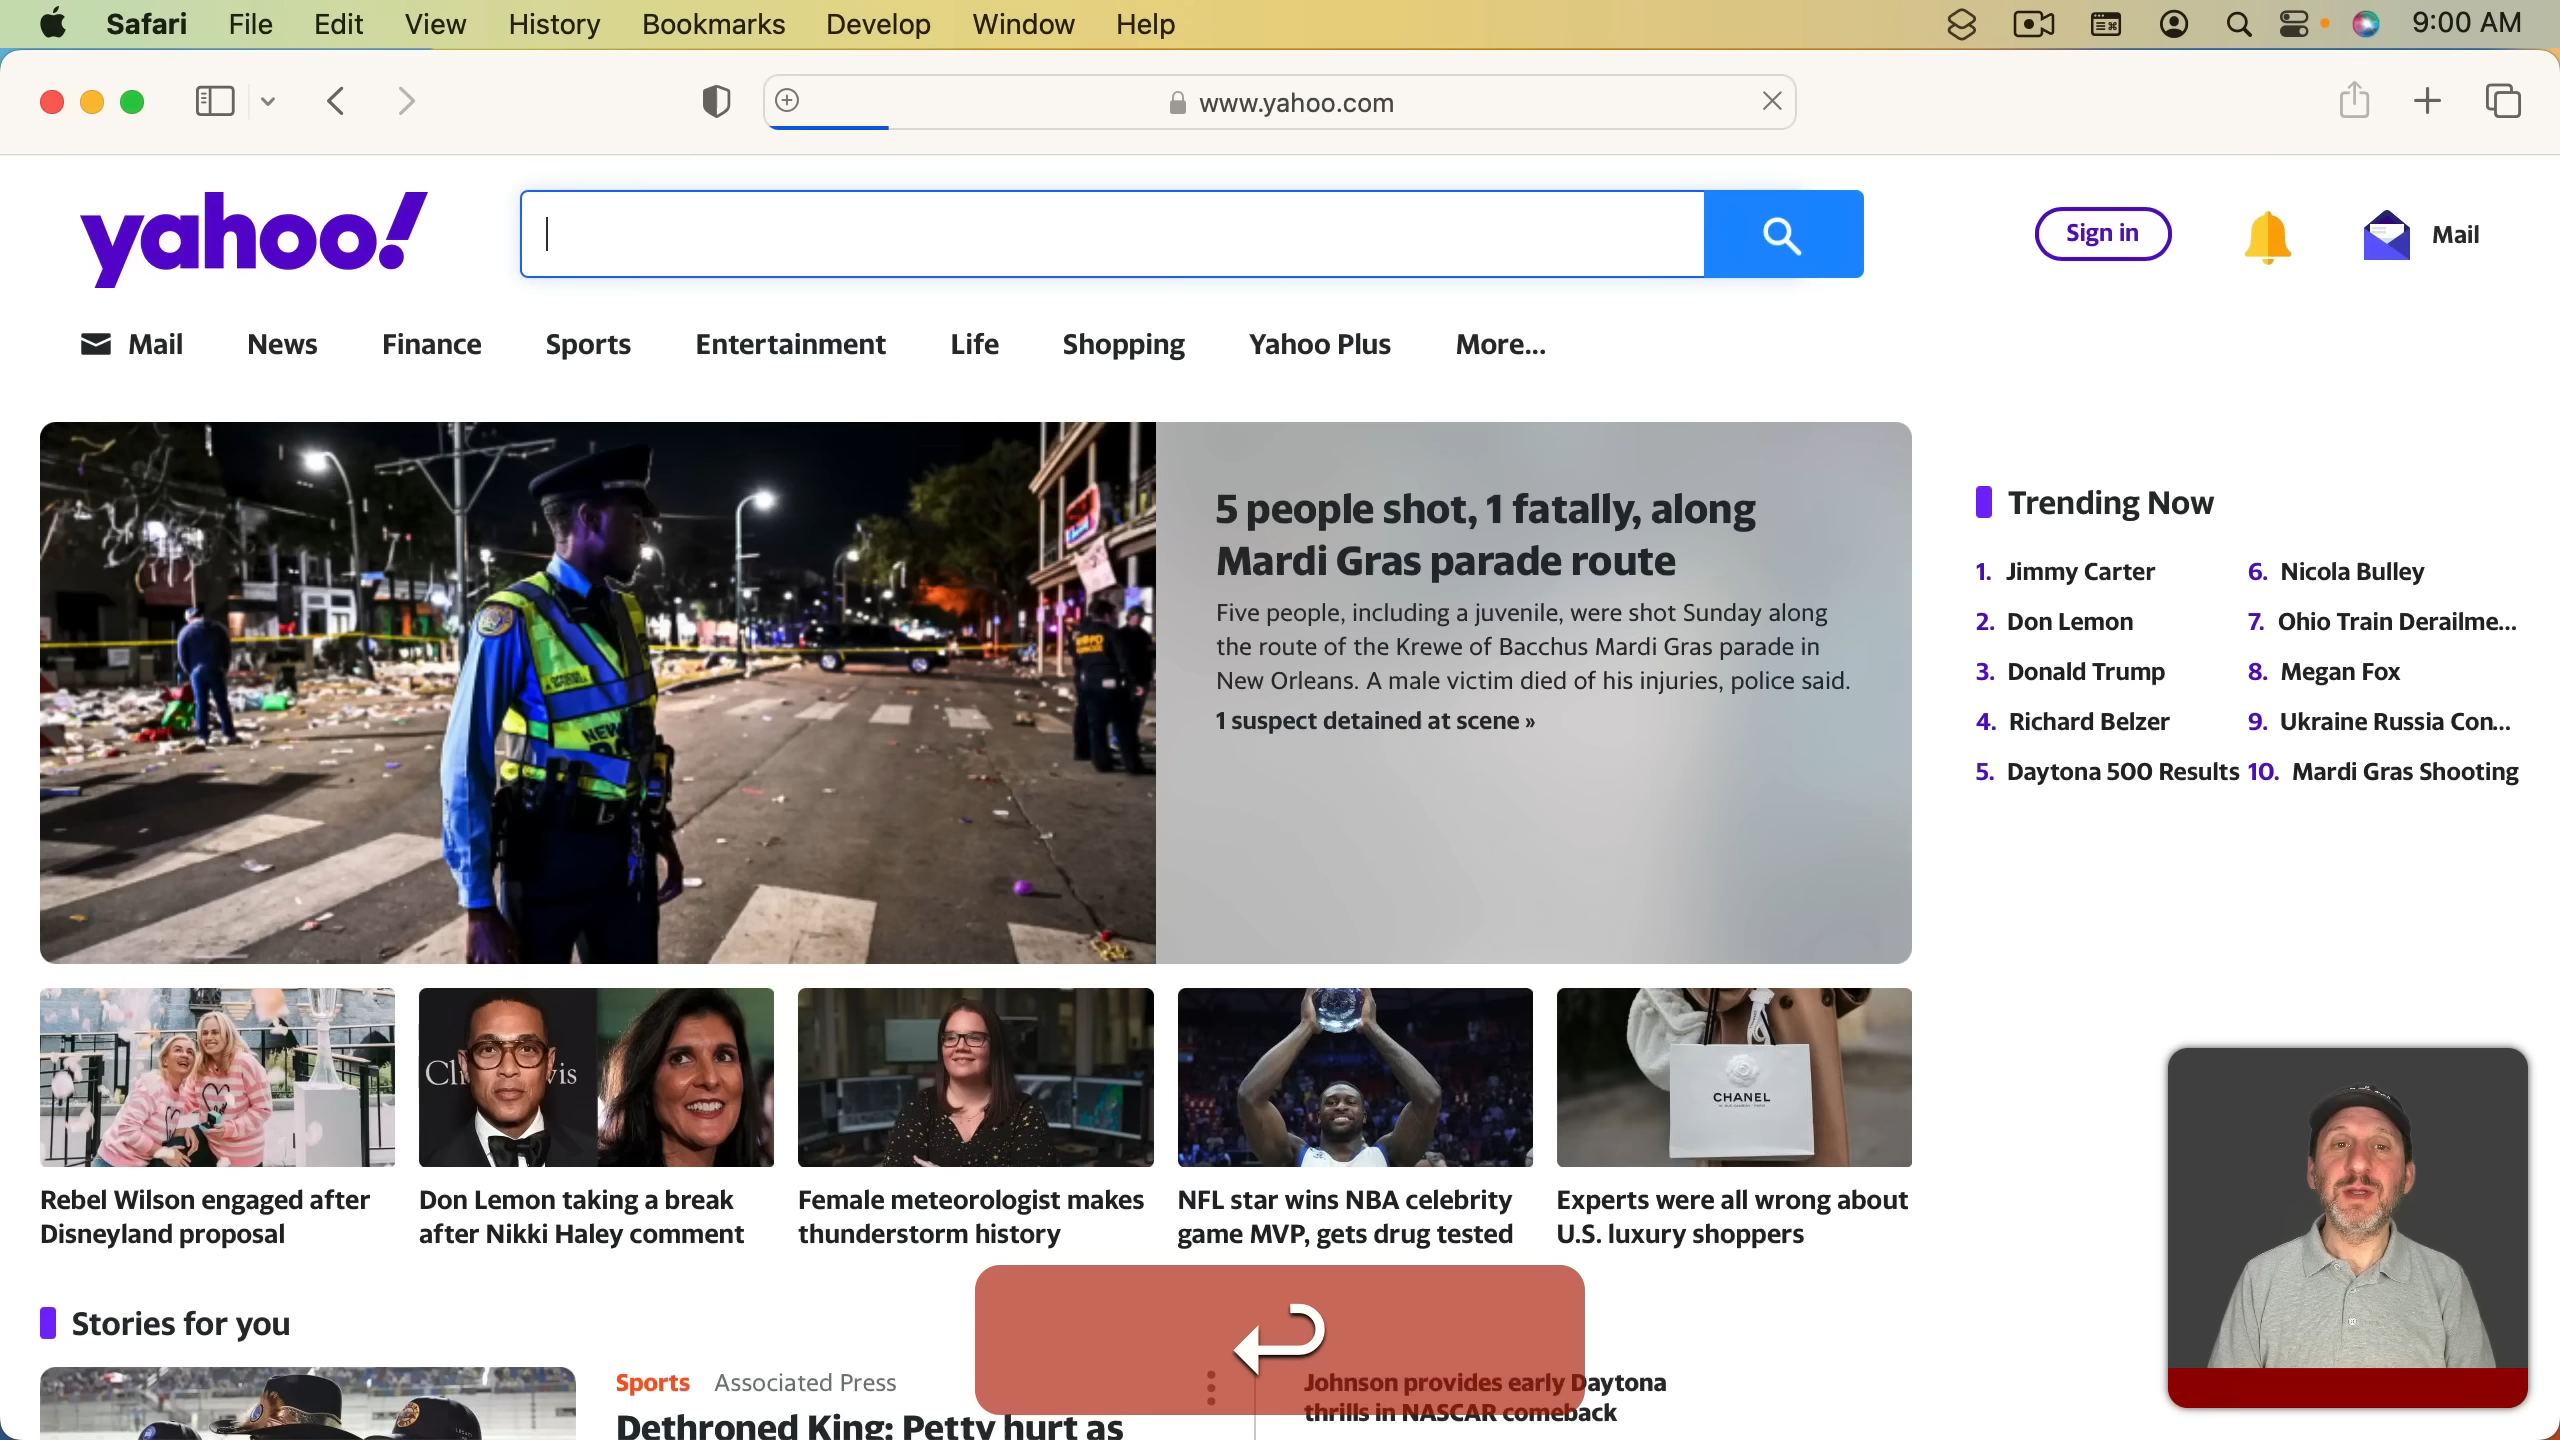 Safari File Edit View History Bookmarks Develop Window Help 9:00 AM
www.yahoo.com
yahoo!
Sign in
Mail
Mail News Finance Sports Entertainment Life Shopping Yahoo Plus More...
5 people shot, 1 fatally, along
Mardi Gras parade route
Five people, including a juvenile, were shot Sunday along
the route of the Krewe of Bacchus Mardi Gras parade in
New Orleans. A male victim died of his injuries, police said.
1 suspect detained at scene »
Trending Now
1. Jimmy Carter
2. Don Lemon
3. Donald Trump
4. Richard Belzer
5. Daytona 500 Results
6. Nicola Bulley
7. Ohio Train Derailme...
8. Megan Fox
9. Ukraine Russia Con...
10. Mardi Gras Shooting
NEW
CHANEL
Rebel Wilson engaged after
Disneyland proposal
Don Lemon taking a break
after Nikki Haley comment
Female meteorologist makes
thunderstorm history
NFL star wins NBA celebrity
game MVP, gets drug tested
Experts were all wrong about
U.S. luxury shoppers
Stories for you
Sports Associated Press
Dethroned King: Petty hurt as
Johnson provides early Daytona
thrills in NASCAR comeback